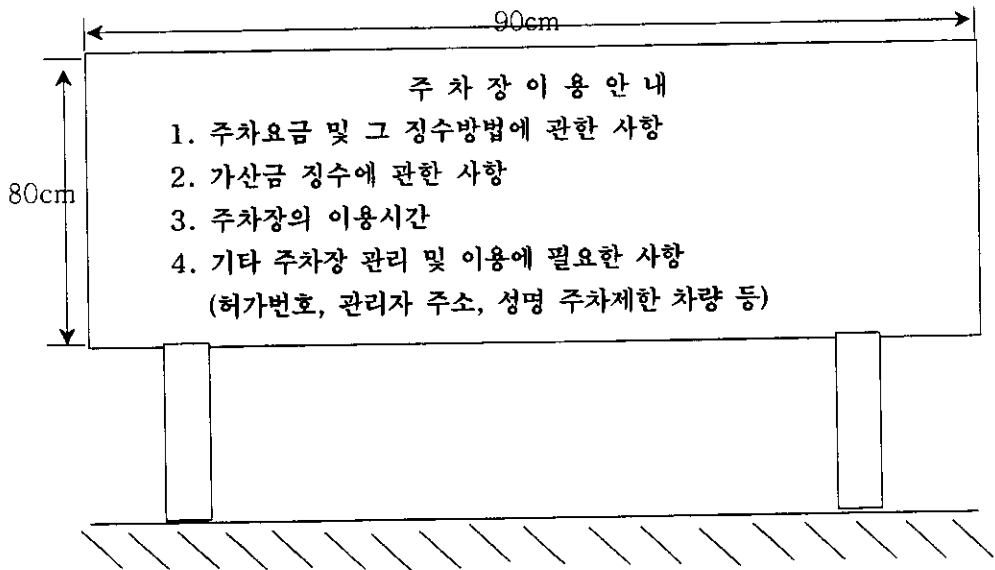 90cm
주 차 장 이 용 안 내
1. 주차요금 및 그 징수방법에 관한 사항
2. 가산금 징수에 관한 사항
80cm
3. 주차장의 이용시간
4. 기타 주차장 관리 및 이용에 필요한 사항
(허가번호, 관리자 주소, 성명 주차제한 차량 등)